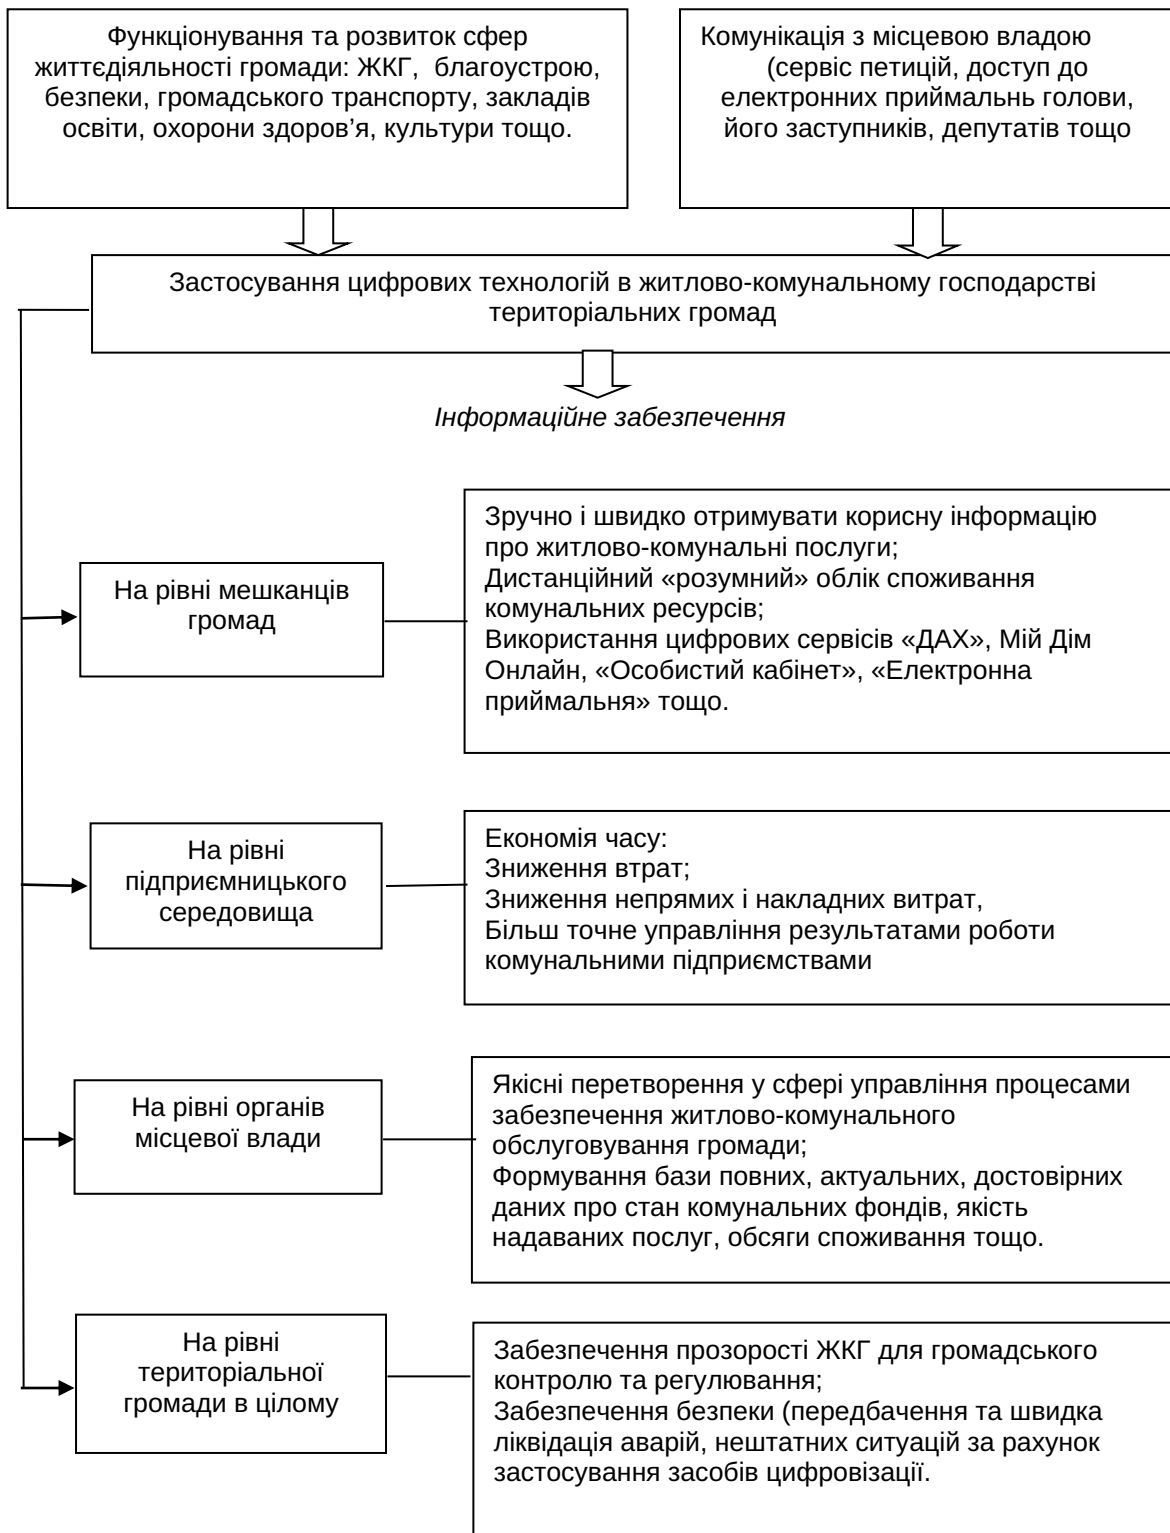 Функціонування та розвиток сфер
життєдіяльності громади: ЖКГ, благоустрою,
безпеки, громадського транспорту, закладів
освіти, охорони здоров’я, культури тощо.
Комунікація з місцевою владою
(сервіс петицій, доступ до
електронних приймальнь голови,
його заступників, депутатів тощо
Застосування цифрових технологій в житлово-комунальному господарстві
територіальних громад
Інформаційне забезпечення
На рівні мешканців
громад
Зручно і швидко отримувати корисну інформацію
про житлово-комунальні послуги;
Дистанційний «розумний» облік споживання
комунальних ресурсів;
Використання цифрових сервісів «ДАХ», Мій Дім
Онлайн, «Особистий кабінет», «Електронна
приймальня» тощо.
На рівні
підприємницького
середовища
Економія часу:
Зниження втрат;
Зниження непрямих і накладних витрат,
Більш точне управління результатами роботи
комунальними підприємствами
На рівні органів
місцевої влади
Якісні перетворення у сфері управління процесами
забезпечення житлово-комунального
обслуговування громади;
Формування бази повних, актуальних, достовірних
даних про стан комунальних фондів, якість
надаваних послуг, обсяги споживання тощо.
На рівні
територіальної
громади в цілому
Забезпечення прозорості ЖКГ для громадського
контролю та регулювання;
Забезпечення безпеки (передбачення та швидка
ліквідація аварій, нештатних ситуацій за рахунок
застосування засобів цифровізації.